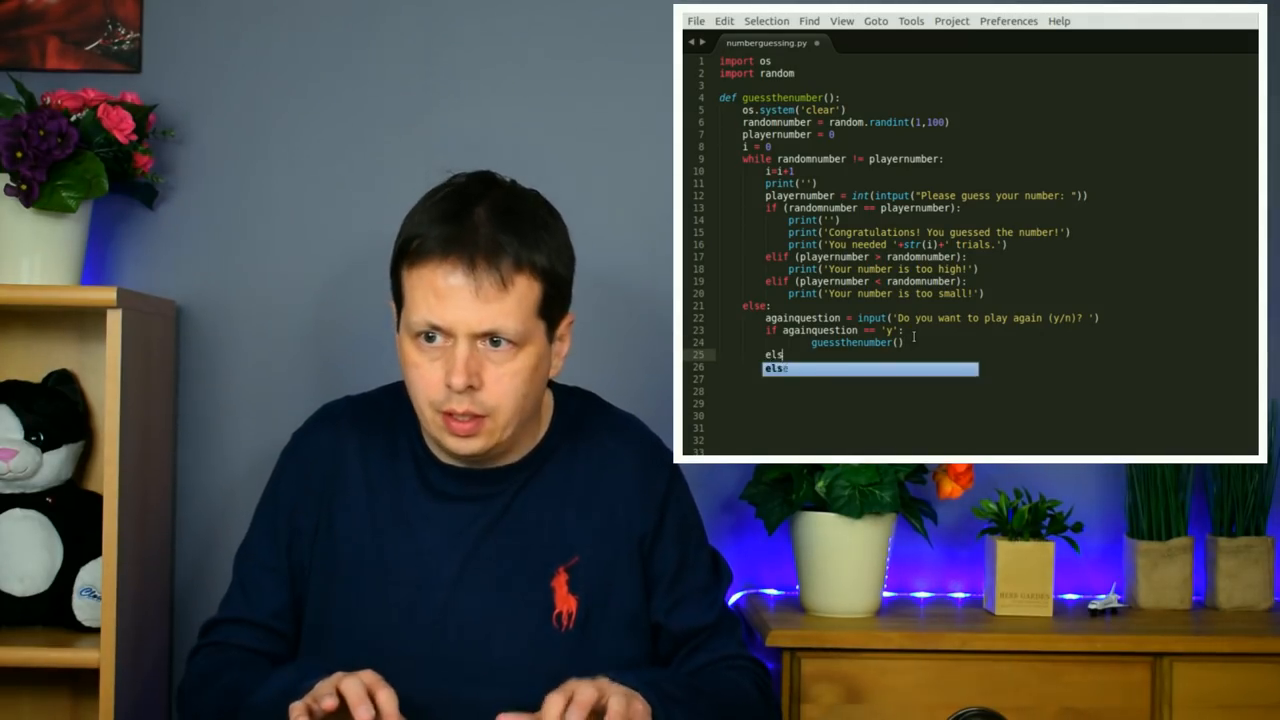 File Edit Selection Find View Goto Tools Project Preferences Help
numberguessing.py
1 import os
2 import random
3
4 def guessthenumber():
5 os.system('clear')
6 randomnumber = random.randint(1,100)
7 playernumber = 0
8 i = 0
9 while randomnumber != playernumber:
10 i=i+1
11 print('')
12 playernumber = int(intput("Please guess your number: "))
13 if (randomnumber == playernumber):
14 print('')
15 print('Congratulations! You guessed the number!')
16 print('You needed '+str(i)+' trials.')
17 elif (playernumber > randomnumber):
18 print('Your number is too high!')
19 elif (playernumber < randomnumber):
20 print('Your number is too small!')
21 else:
22 againquestion = input('Do you want to play again (y/n)? ')
23 if againquestion == 'y':
24 guessthenumber()
25 els
26 else
27
28
29
30
31
32
33
HERB GARDEN